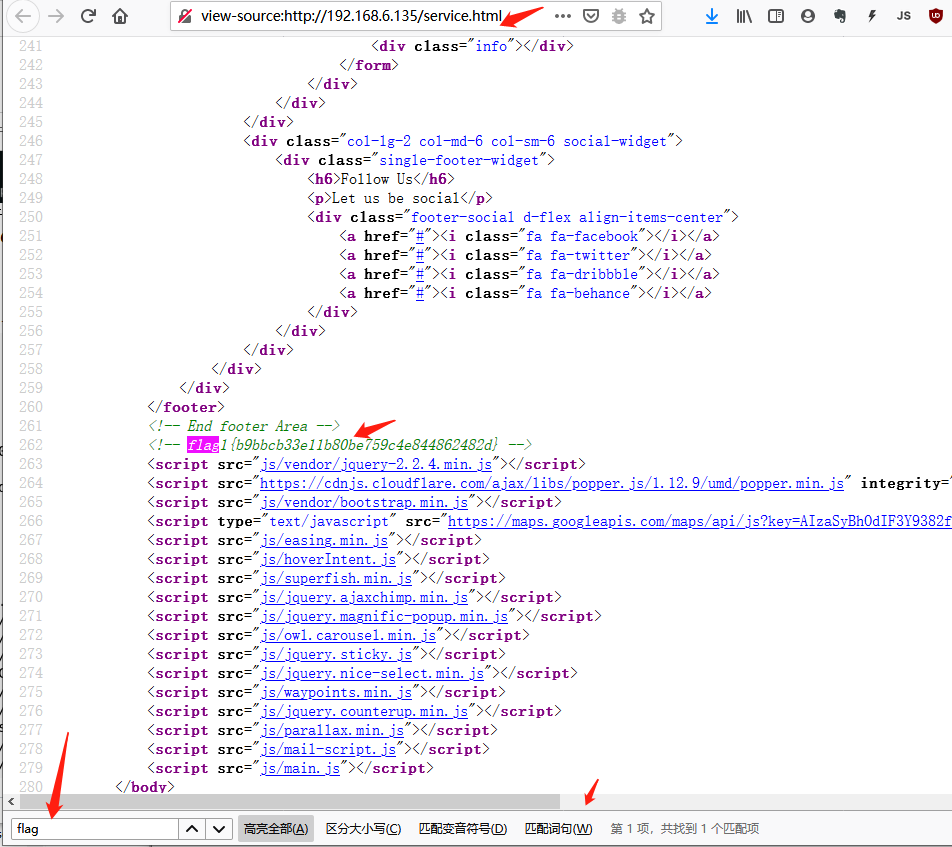 view-source:http://192.168.6.135/service.html
JS
241 <div class="info"></div>
242 </form>
243 </div>
244 </div>
245 </div>
246 <div class="col-lg-2 col-md-6 col-sm-6 social-widget">
247 <div class="single-footer-widget">
248 <h6>Follow Us</h6>
249 <p>Let us be social</p>
250 <div class="footer-social d-flex align-items-center">
251 <a href="#"><i class="fa fa-facebook"></i></a>
252 <a href="#"><i class="fa fa-twitter"></i></a>
253 <a href="#"><i class="fa fa-dribbble"></i></a>
254 <a href="#"><i class="fa fa-behance"></i></a>
255 </div>
256 </div>
257 </div>
258 </div>
259 </div>
260 </footer>
261 <!-- End footer Area -->
262 <!-- flag1{b9bbcb33e11b80be759c4e844862482d} -->
263 <script src="js/vendor/jquery-2.2.4.min.js"></script>
264 <script src="https://cdnjs.cloudflare.com/ajax/libs/popper.js/1.12.9/umd/popper.min.js" integrity="
265 <script src="js/vendor/bootstrap.min.js"></script>
266 <script type="text/javascript" src="https://maps.googleapis.com/maps/api/js?key=AIzaSyBhOdIF3Y9382f
267 <script src="js/easing.min.js"></script>
268 <script src="js/hoverIntent.js"></script>
269 <script src="js/superfish.min.js"></script>
270 <script src="js/jquery.ajaxchimp.min.js"></script>
271 <script src="js/jquery.magnific-popup.min.js"></script>
272 <script src="js/owl.carousel.min.js"></script>
273 <script src="js/jquery.sticky.js"></script>
274 <script src="js/jquery.nice-select.min.js"></script>
275 <script src="js/waypoints.min.js"></script>
276 <script src="js/jquery.counterup.min.js"></script>
277 <script src="js/parallax.min.js"></script>
278 <script src="js/mail-script.js"></script>
279 <script src="js/main.js"></script>
280 </body>
flag 高亮全部(A) 区分大小写(C) 匹配变音符号(D) 匹配词句(W) 第 1 项，共找到 1 个匹配项